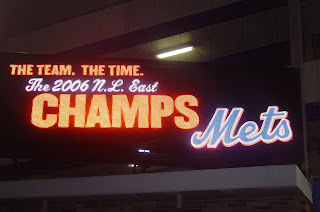 THE TEAM. THE TIME.
The 2006 N.L. East
CHAMPS Mets